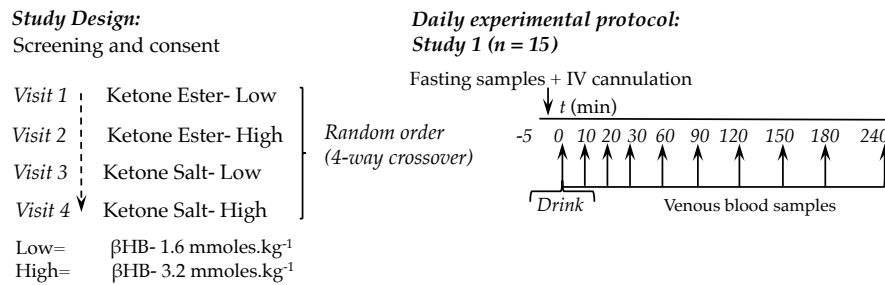 Study Design:
Screening and consent
Visit 1 Ketone Ester- Low
Visit 2 Ketone Ester- High
Visit 3 Ketone Salt- Low
Visit 4 Ketone Salt- High
Random order
(4-way crossover)
Low= βHB- 1.6 mmoles.kg⁻¹
High= βHB- 3.2 mmoles.kg⁻¹
Daily experimental protocol:
Study 1 (n = 15)
Fasting samples + IV cannulation
t (min)
-5 0 10 20 30 60 90 120 150 180 240
Drink Venous blood samples